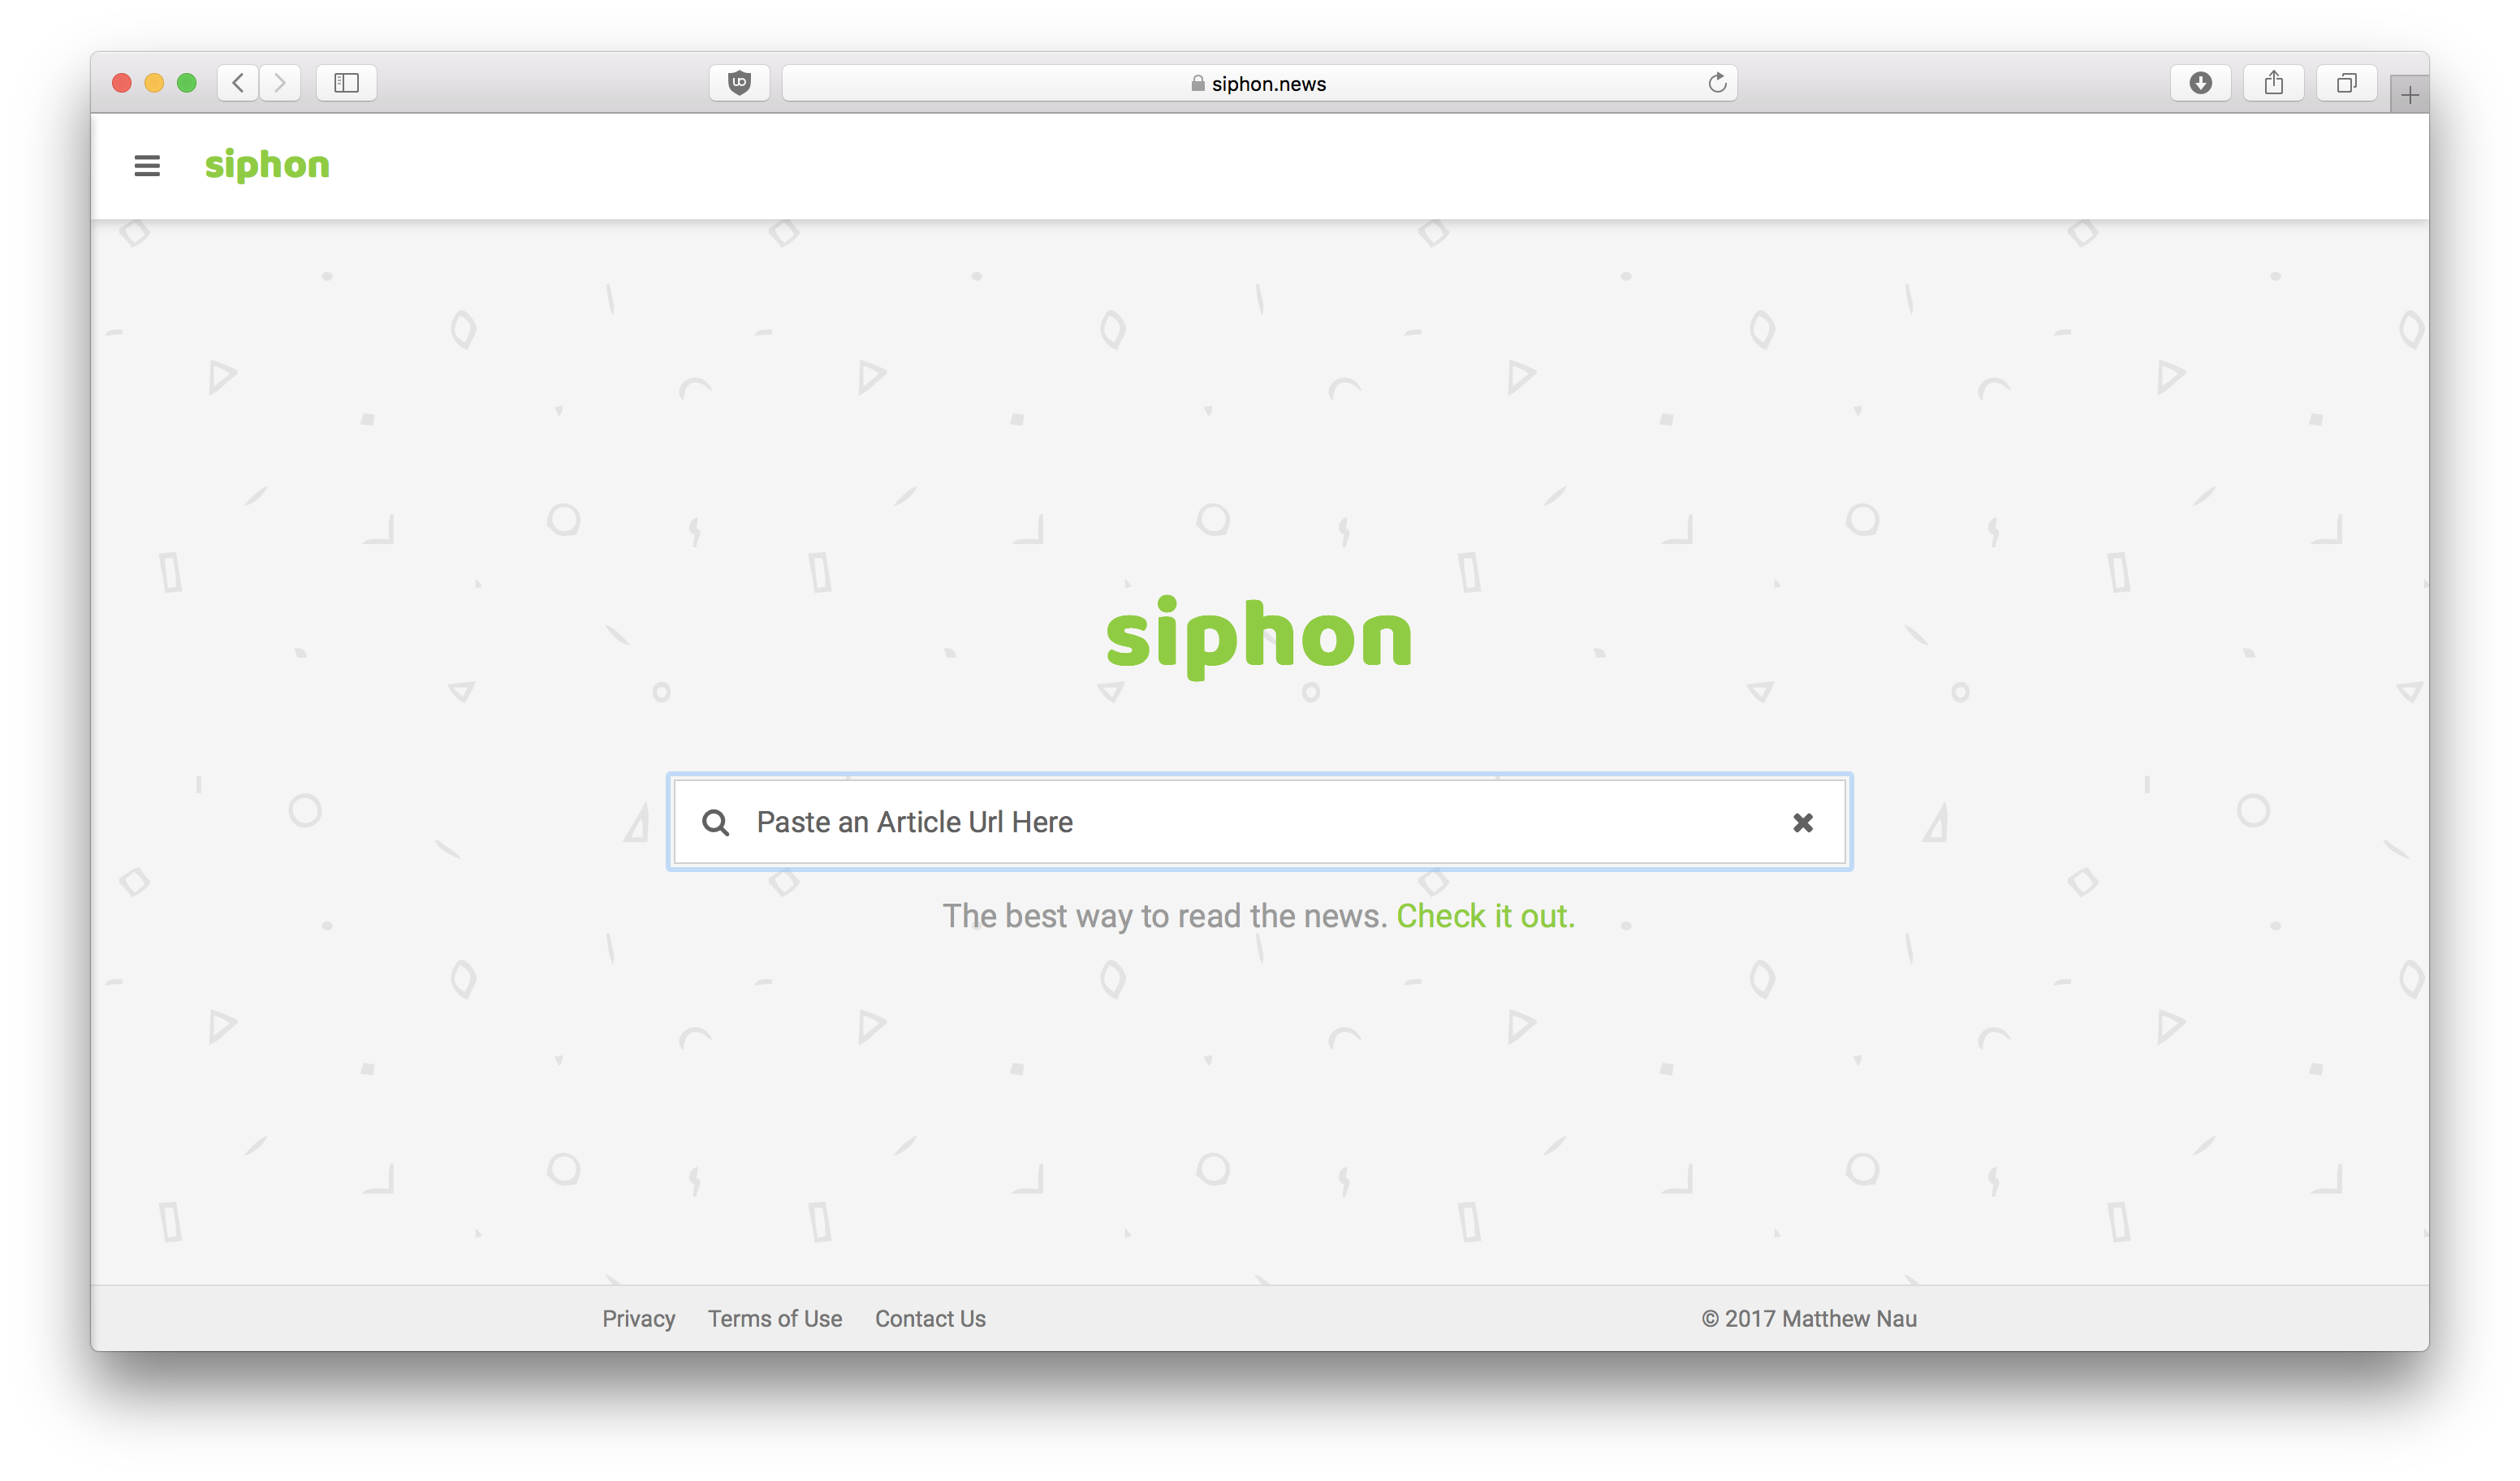 siphon.news
siphon
siphon
Paste an Article Url Here
The best way to read the news. Check it out.
Privacy Terms of Use Contact Us © 2017 Matthew Nau